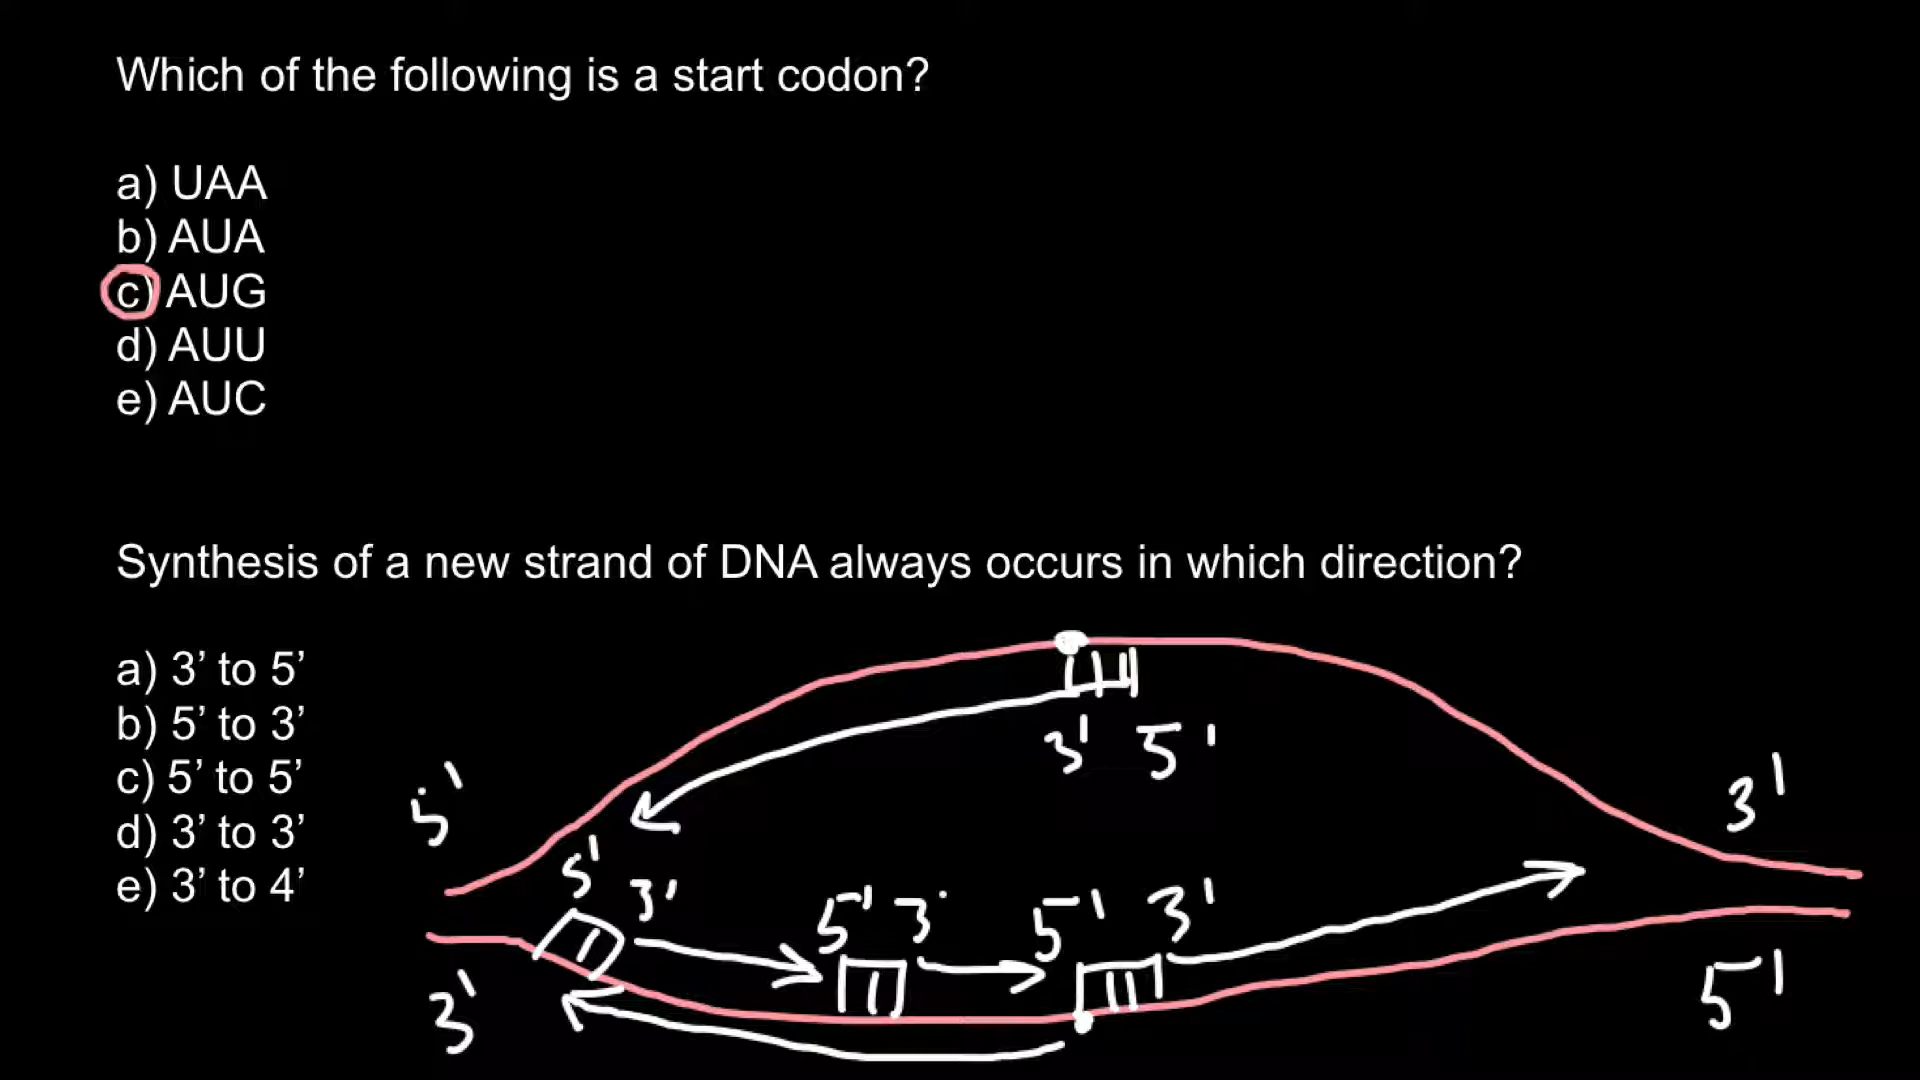 Which of the following is a start codon?
a) UAA
b) AUA
c) AUG
d) AUU
e) AUC
Synthesis of a new strand of DNA always occurs in which direction?
a) 3’ to 5’
b) 5’ to 3’
c) 5’ to 5’
d) 3’ to 3’
e) 3’ to 4’
3' 5'
5' 3'
5' 3' 5' 3' 5' 3'
3' 5'